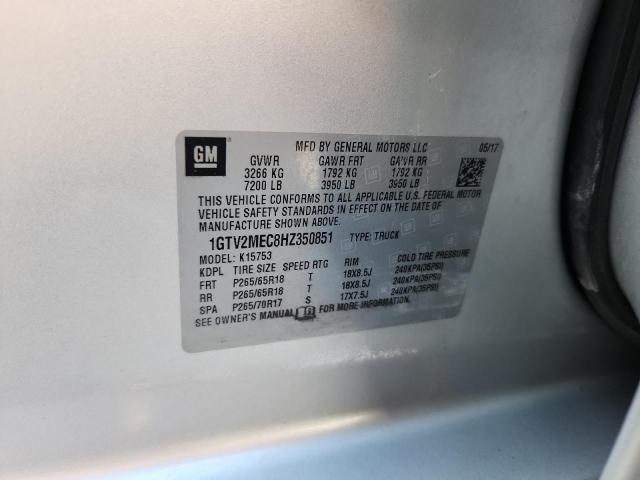 GM
MFD BY GENERAL MOTORS LLC 05/17
GVWR GAWR FRT GAWR RR
3266 KG 1792 KG 1792 KG
7200 LB 3950 LB 3950 LB
THIS VEHICLE CONFORMS TO ALL APPLICABLE U.S. FEDERAL MOTOR
VEHICLE SAFETY STANDARDS IN EFFECT ON THE DATE OF
MANUFACTURE SHOWN ABOVE.
1GTV2MEC8HZ350851 TYPE: TRUCK
MODEL: K15753
KDPL TIRE SIZE SPEED RTG RIM COLD TIRE PRESSURE
FRT P265/65R18 T 18X8.5J 240KPA(35PSI)
RR P265/65R18 T 18X8.5J 240KPA(35PSI)
SPA P265/70R17 S 17X7.5J 240KPA(35PSI)
SEE OWNER'S MANUAL FOR MORE INFORMATION.